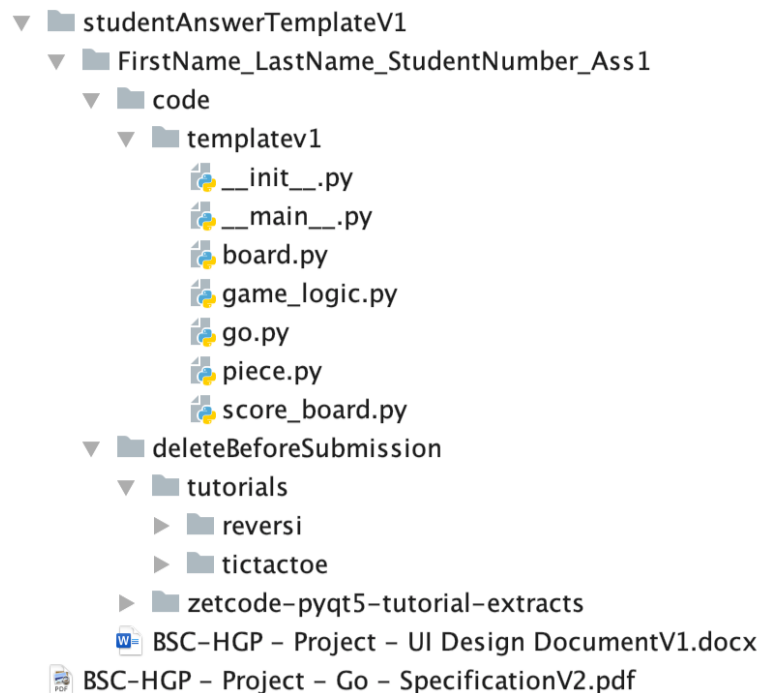 studentAnswerTemplateV1
FirstName_LastName_StudentNumber_Ass1
code
templatev1
__init__.py
__main__.py
board.py
game_logic.py
go.py
piece.py
score_board.py
deleteBeforeSubmission
tutorials
reversi
tictactoe
zetcode-pyqt5-tutorial-extracts
BSC-HGP – Project – UI Design DocumentV1.docx
BSC-HGP – Project – Go – SpecificationV2.pdf